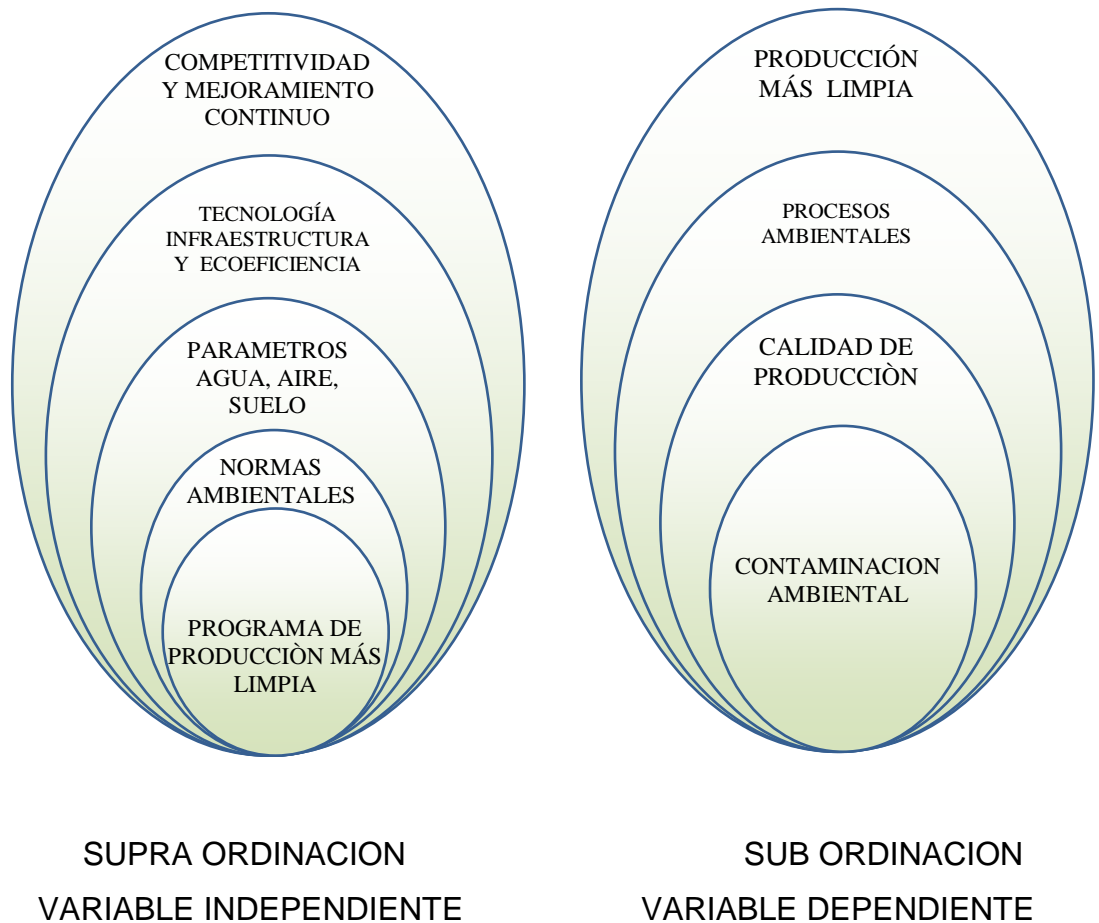 COMPETITIVIDAD
Y MEJORAMIENTO
CONTINUO
TECNOLOGÍA
INFRAESTRUCTURA
Y ECOEFICIENCIA
PARAMETROS
AGUA, AIRE,
SUELO
NORMAS
AMBIENTALES
PROGRAMA DE
PRODUCCIÒN MÁS
LIMPIA
PRODUCCIÓN
MÁS LIMPIA
PROCESOS
AMBIENTALES
CALIDAD DE
PRODUCCIÒN
CONTAMINACION
AMBIENTAL
SUPRA ORDINACION
VARIABLE INDEPENDIENTE
SUB ORDINACION
VARIABLE DEPENDIENTE